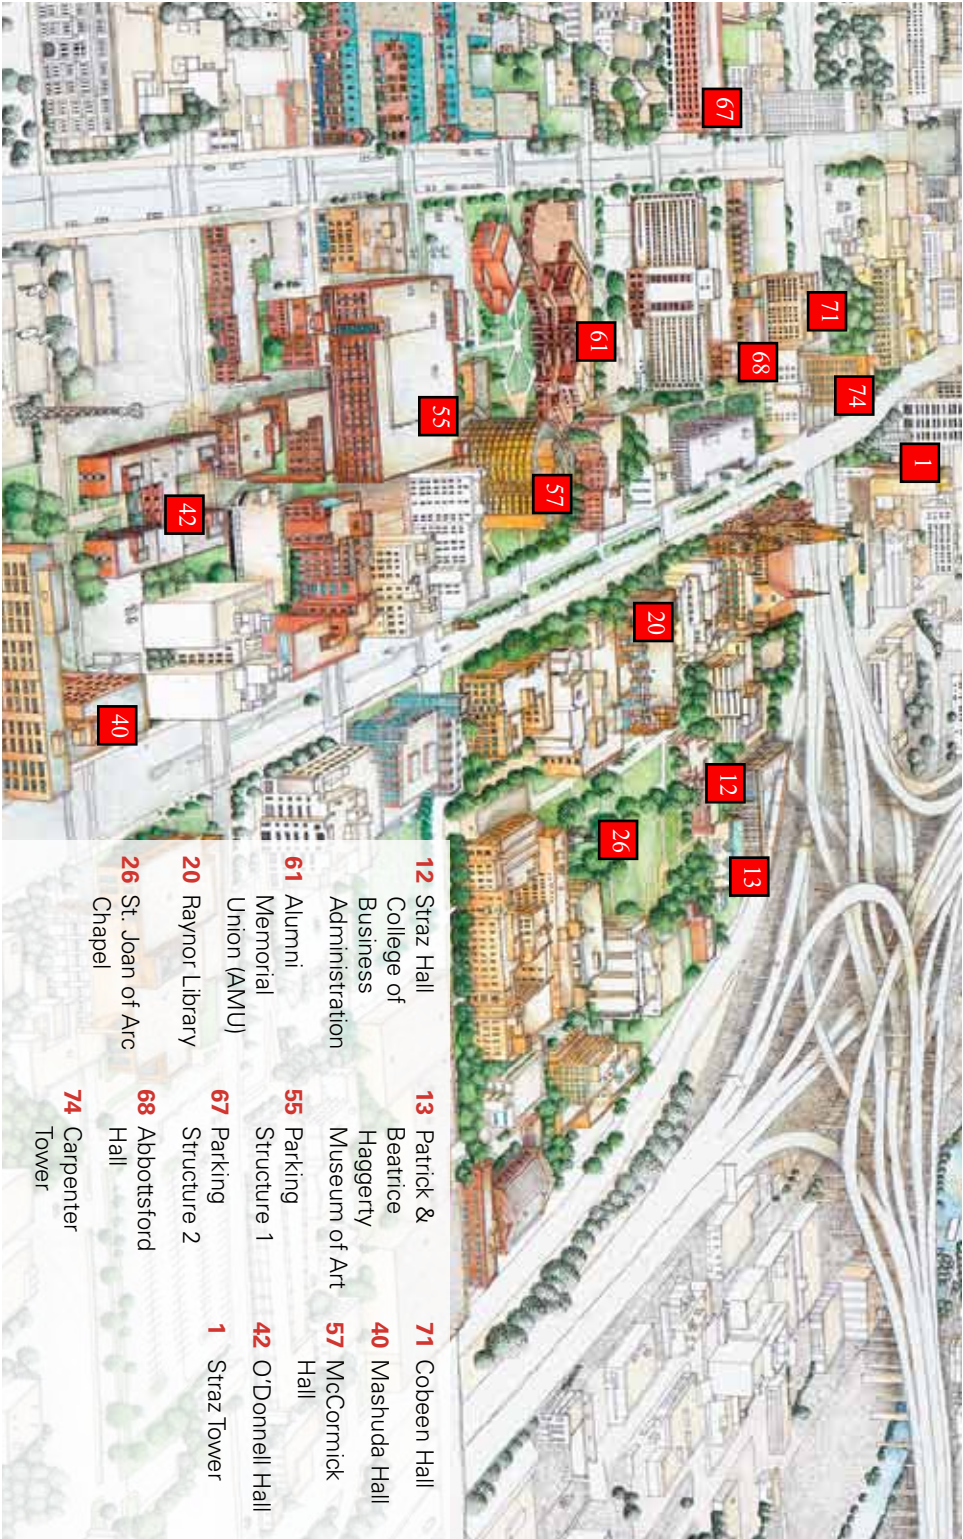 67
71
61
68
74
55
1
57
42
20
40
12
26
13
12 Straz Hall
College of
Business
Administration
61 Alumni
Memorial
Union (AMU)
20 Raynor Library
26 St. Joan of Arc
Chapel
13 Patrick &
Beatrice
Haggerty
Museum of Art
55 Parking
Structure 1
67 Parking
Structure 2
68 Abbottsford
Hall
74 Carpenter
Tower
71 Cobeen Hall
40 Mashuda Hall
57 McCormick
Hall
42 O'Donnell Hall
1 Straz Tower